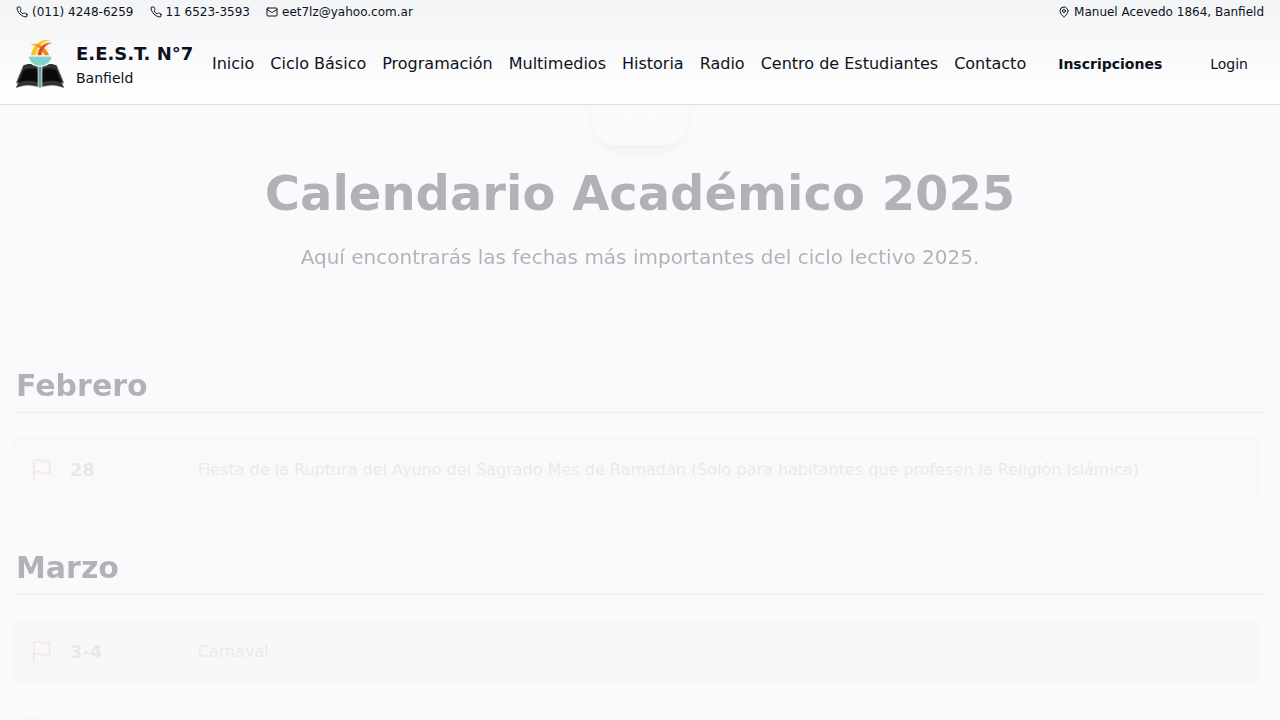 (011) 4248-6259
11 6523-3593
eet7lz@yahoo.com.ar
Manuel Acevedo 1864, Banfield
E.E.S.T. N°7
Banfield
Inicio
Ciclo Básico
Programación
Multimedios
Historia
Radio
Centro de Estudiantes
Contacto
Inscripciones
Login
Calendario Académico 2025
Aquí encontrarás las fechas más importantes del ciclo lectivo 2025.
Febrero
28
Fiesta de la Ruptura del Ayuno del Sagrado Mes de Ramadán (Solo para habitantes que profesen la Religión Islámica)
Marzo
3-4
Carnaval